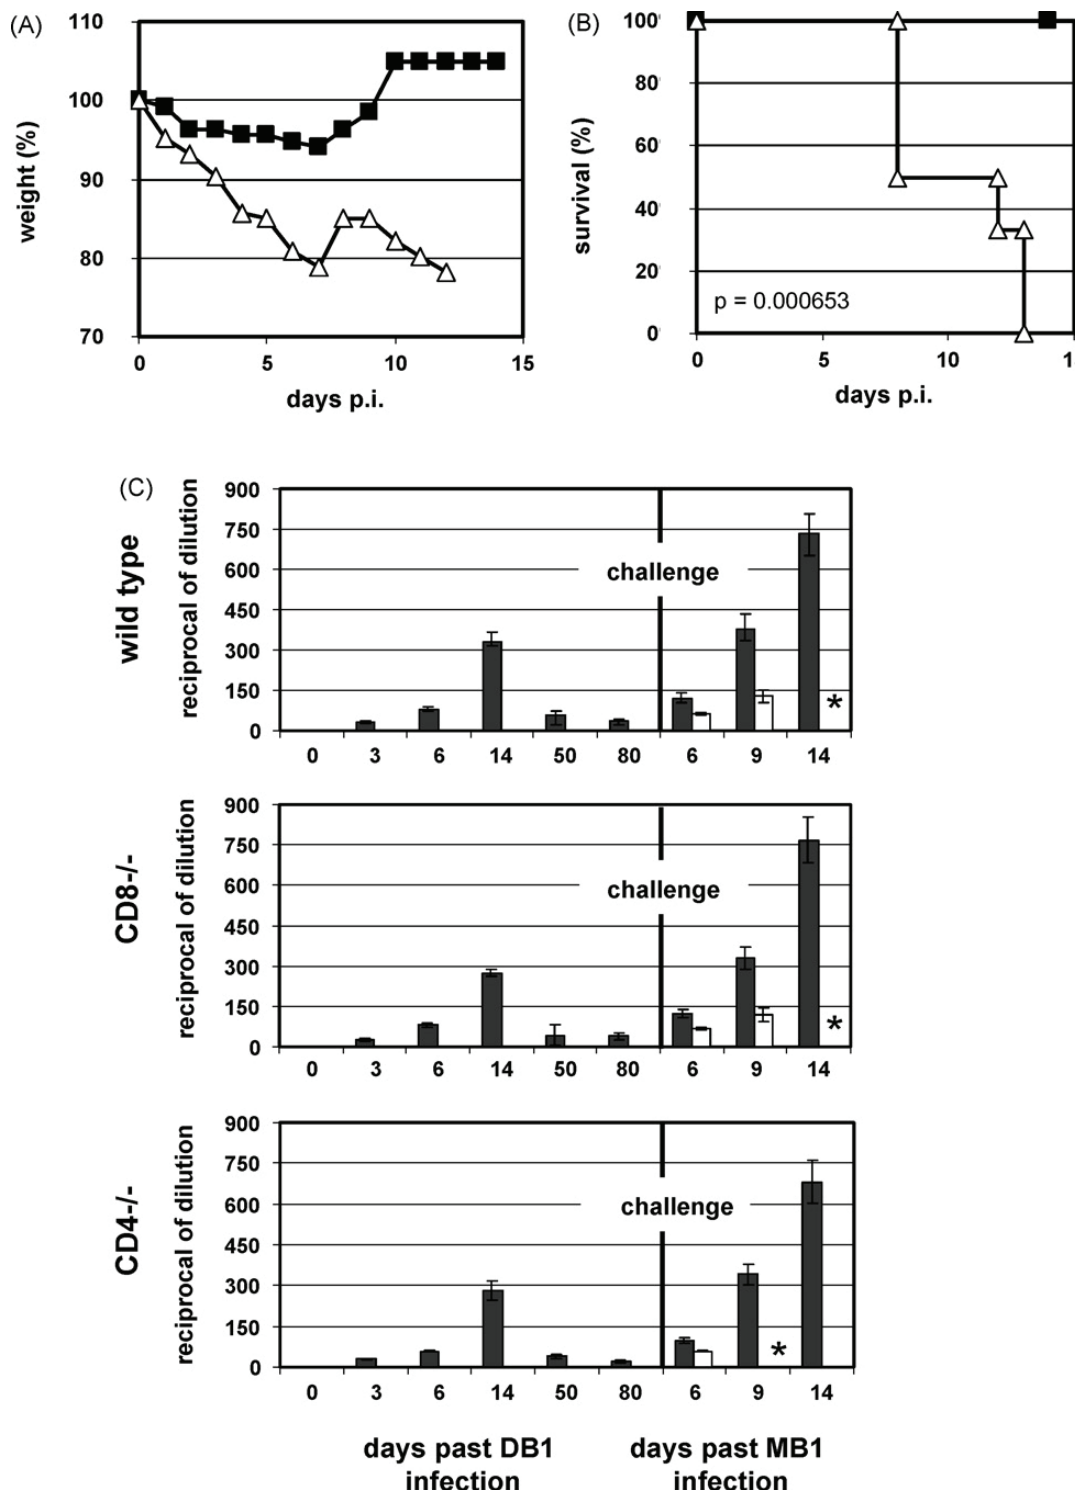 (A)
110
100
90
80
70
weight (%)
0 5 10 15
days p.i.
(B)
100
80
60
40
20
0
survival (%)
p = 0.000653
0 5 10 1
days p.i.
(C)
wild type
reciprocal of dilution
900
750
600
450
300
150
0
challenge
*
0 3 6 14 50 80 6 9 14
CD8-/-
reciprocal of dilution
900
750
600
450
300
150
0
challenge
*
0 3 6 14 50 80 6 9 14
CD4-/-
reciprocal of dilution
900
750
600
450
300
150
0
challenge
*
0 3 6 14 50 80 6 9 14
days past DB1 infection
days past MB1 infection